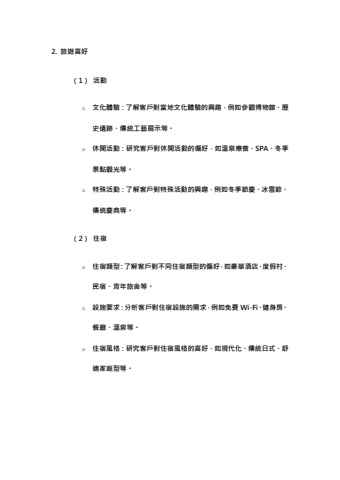 2. 旅遊喜好
(1) 活動
○ 文化體驗：了解客戶對當地文化體驗的興趣，例如參觀博物館、歷
史遺跡、傳統工藝展示等。
○ 休閒活動：研究客戶對休閒活動的偏好，如溫泉療養、SPA、冬季
景點觀光等。
○ 特殊活動：了解客戶對特殊活動的興趣，例如冬季節慶、冰雪節、
傳統慶典等。
(2) 住宿
○ 住宿類型：了解客戶對不同住宿類型的偏好，如豪華酒店、度假村、
民宿、青年旅舍等。
○ 設施要求：分析客戶對住宿設施的需求，例如免費 Wi-Fi、健身房、
餐廳、溫泉等。
○ 住宿風格：研究客戶對住宿風格的喜好，如現代化、傳統日式、舒
適家庭型等。